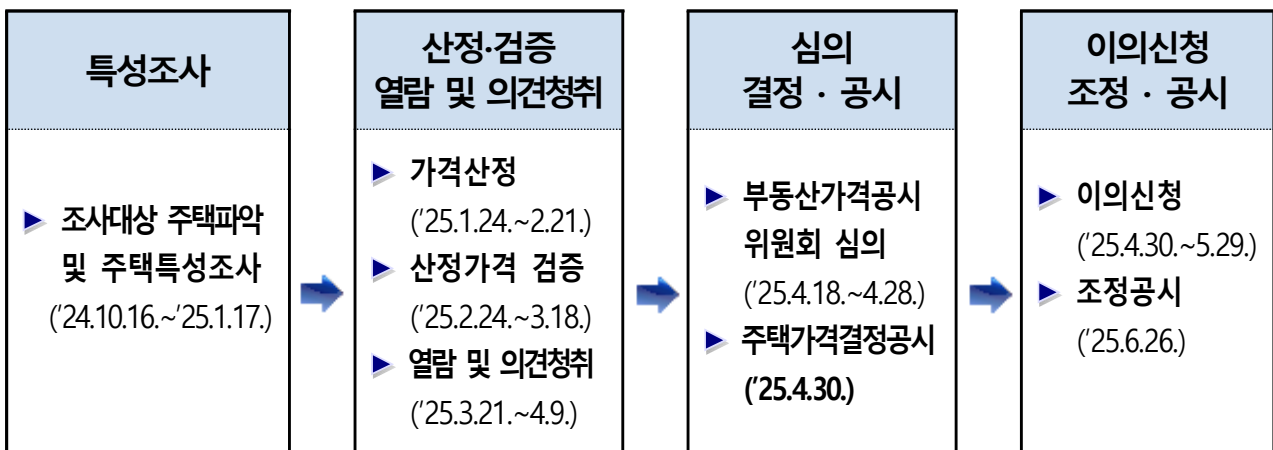 특성조사
▶ 조사대상 주택파악
및 주택특성조사
('24.10.16.~'25.1.17.)
산정·검증
열람 및 의견청취
▶ 가격산정
('25.1.24.~2.21.)
▶ 산정가격 검증
('25.2.24.~3.18.)
▶ 열람 및 의견청취
('25.3.21.~4.9.)
심의
결정 · 공시
▶ 부동산가격공시
위원회 심의
('25.4.18.~4.28.)
▶ 주택가격결정공시
('25.4.30.)
이의신청
조정 · 공시
▶ 이의신청
('25.4.30.~5.29.)
▶ 조정공시
('25.6.26.)